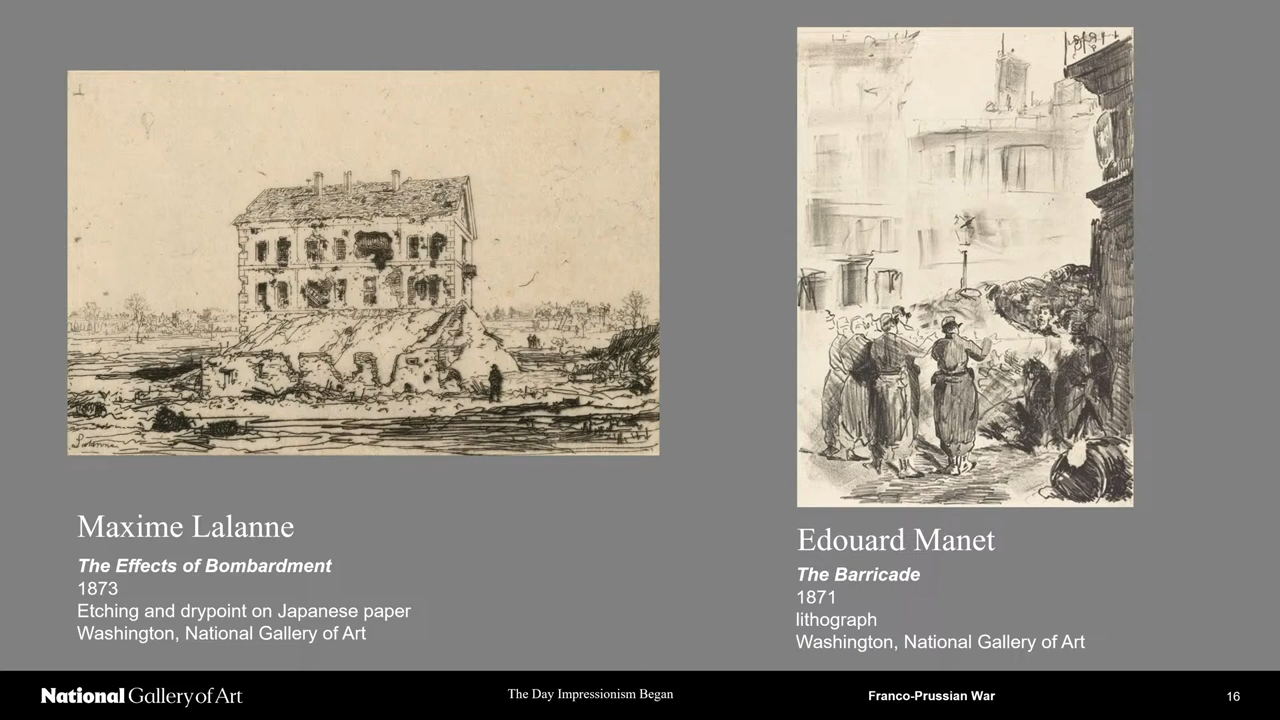 Lalanne
Maxime Lalanne
The Effects of Bombardment
1873
Etching and drypoint on Japanese paper
Washington, National Gallery of Art
Edouard Manet
The Barricade
1871
lithograph
Washington, National Gallery of Art
National Gallery of Art
The Day Impressionism Began
Franco-Prussian War
16